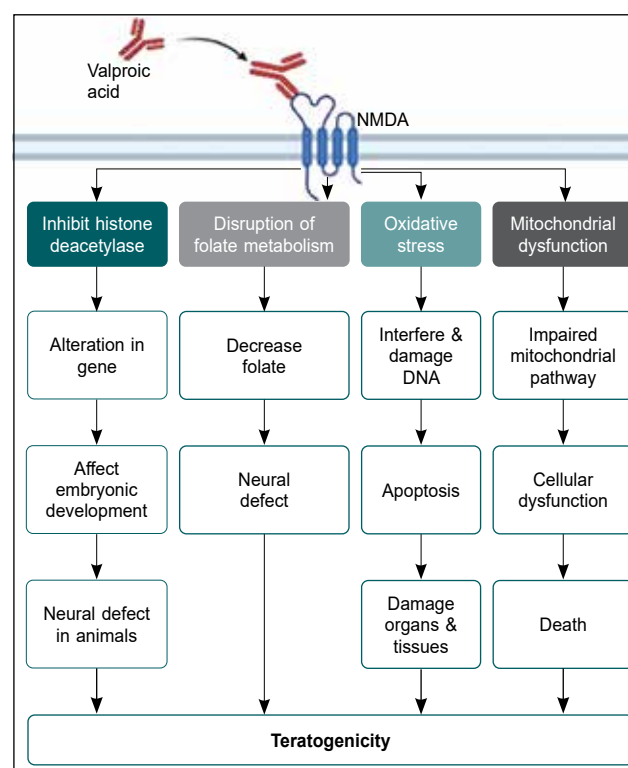 Valproic
acid
NMDA
Inhibit histone
deacetylase
Disruption of
folate metabolism
Oxidative
stress
Mitochondrial
dysfunction
Alteration in
gene
Decrease
folate
Interfere &
damage
DNA
Impaired
mitochondrial
pathway
Affect
embryonic
development
Neural
defect
Apoptosis
Cellular
dysfunction
Neural defect
in animals
Damage
organs &
tissues
Death
Teratogenicity